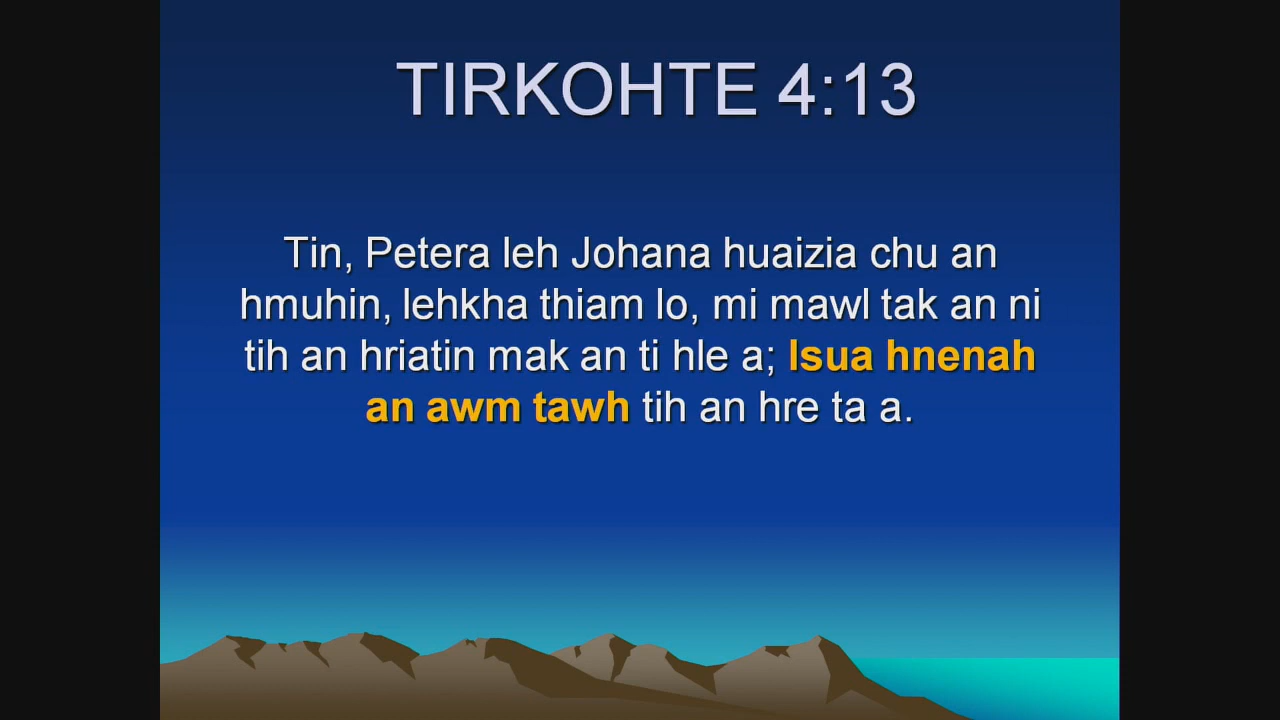 TIRKOHTE 4:13
Tin, Petera leh Johana huaizia chu an
hmuhin, lehkha thiam lo, mi mawl tak an ni
tih an hriatin mak an ti hle a; Isua hnenah
an awm tawh tih an hre ta a.